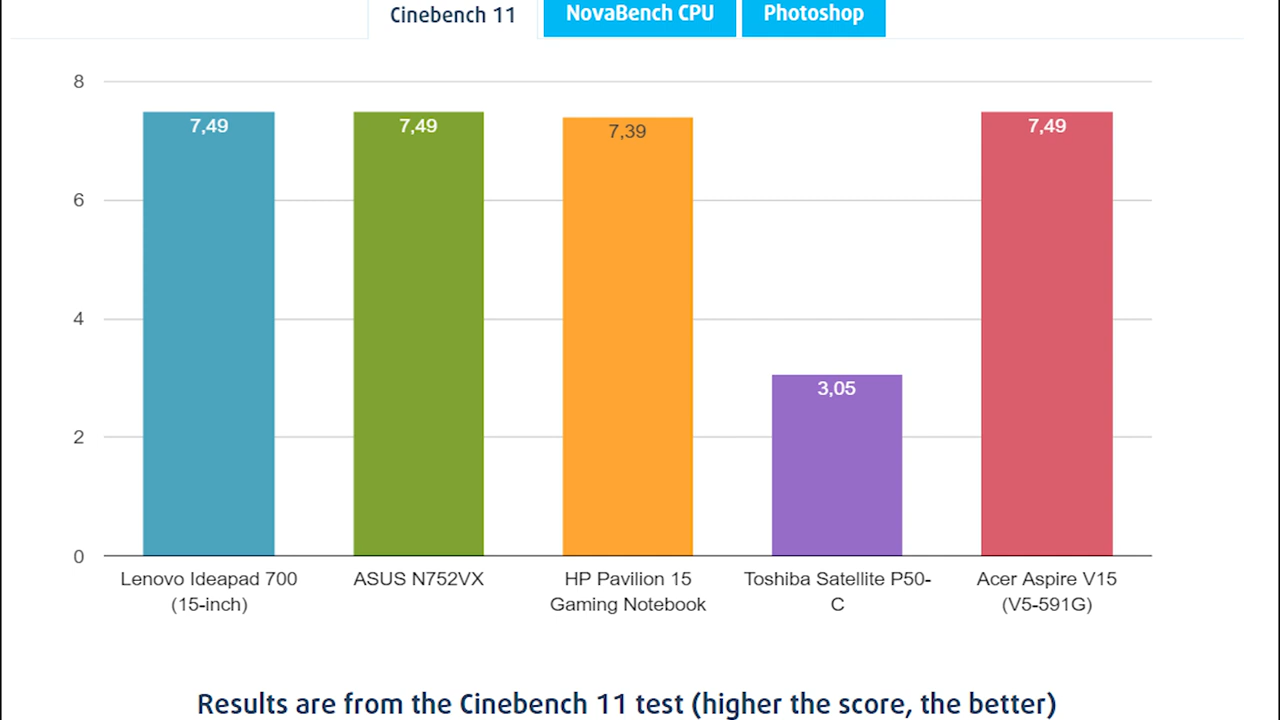 Cinebench 11 NovaBench CPU Photoshop
8
7,49 7,49 7,39 7,49
6
4
3,05
2
0
Lenovo Ideapad 700 ASUS N752VX HP Pavilion 15 Toshiba Satellite P50- Acer Aspire V15
(15-inch) Gaming Notebook C (V5-591G)
Results are from the Cinebench 11 test (higher the score, the better)